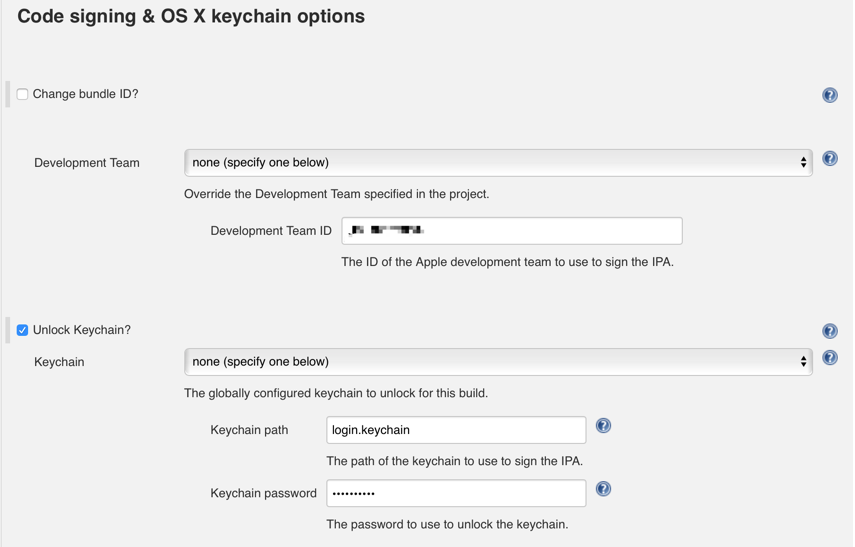 Code signing & OS X keychain options
Change bundle ID?
Development Team
none (specify one below)
Override the Development Team specified in the project.
Development Team ID
The ID of the Apple development team to use to sign the IPA.
Unlock Keychain?
Keychain
none (specify one below)
The globally configured keychain to unlock for this build.
Keychain path
login.keychain
The path of the keychain to use to sign the IPA.
Keychain password
••••••••••
The password to use to unlock the keychain.